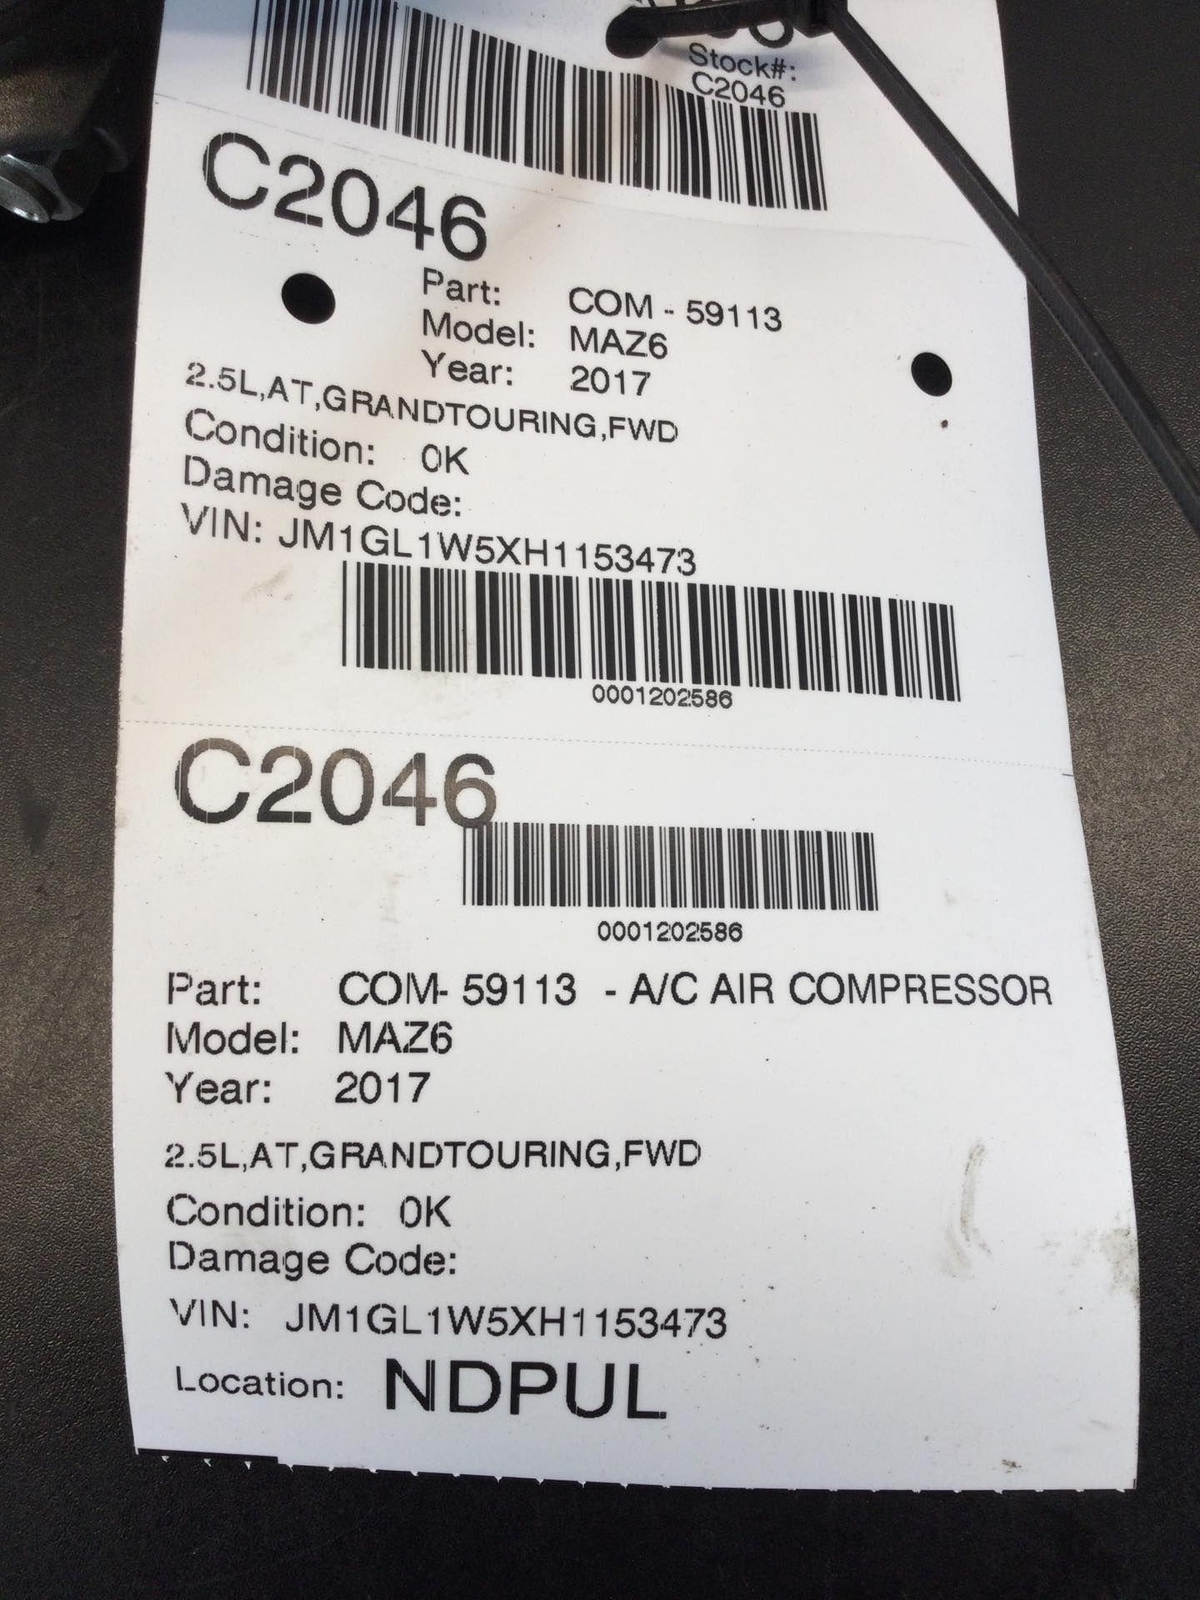 Stock#:
C2046
C2046
Part: COM - 59113
Model: MAZ6
Year: 2017
2.5L,AT,GRANDTOURING,FWD
Condition: 0K
Damage Code:
VIN: JM1GL1W5XH1153473
0001202586
C2046
0001202586
Part: COM- 59113 - A/C AIR COMPRESSOR
Model: MAZ6
Year: 2017
2.5L,AT,GRANDTOURING,FWD
Condition: 0K
Damage Code:
VIN: JM1GL1W5XH1153473
Location: NDPUL